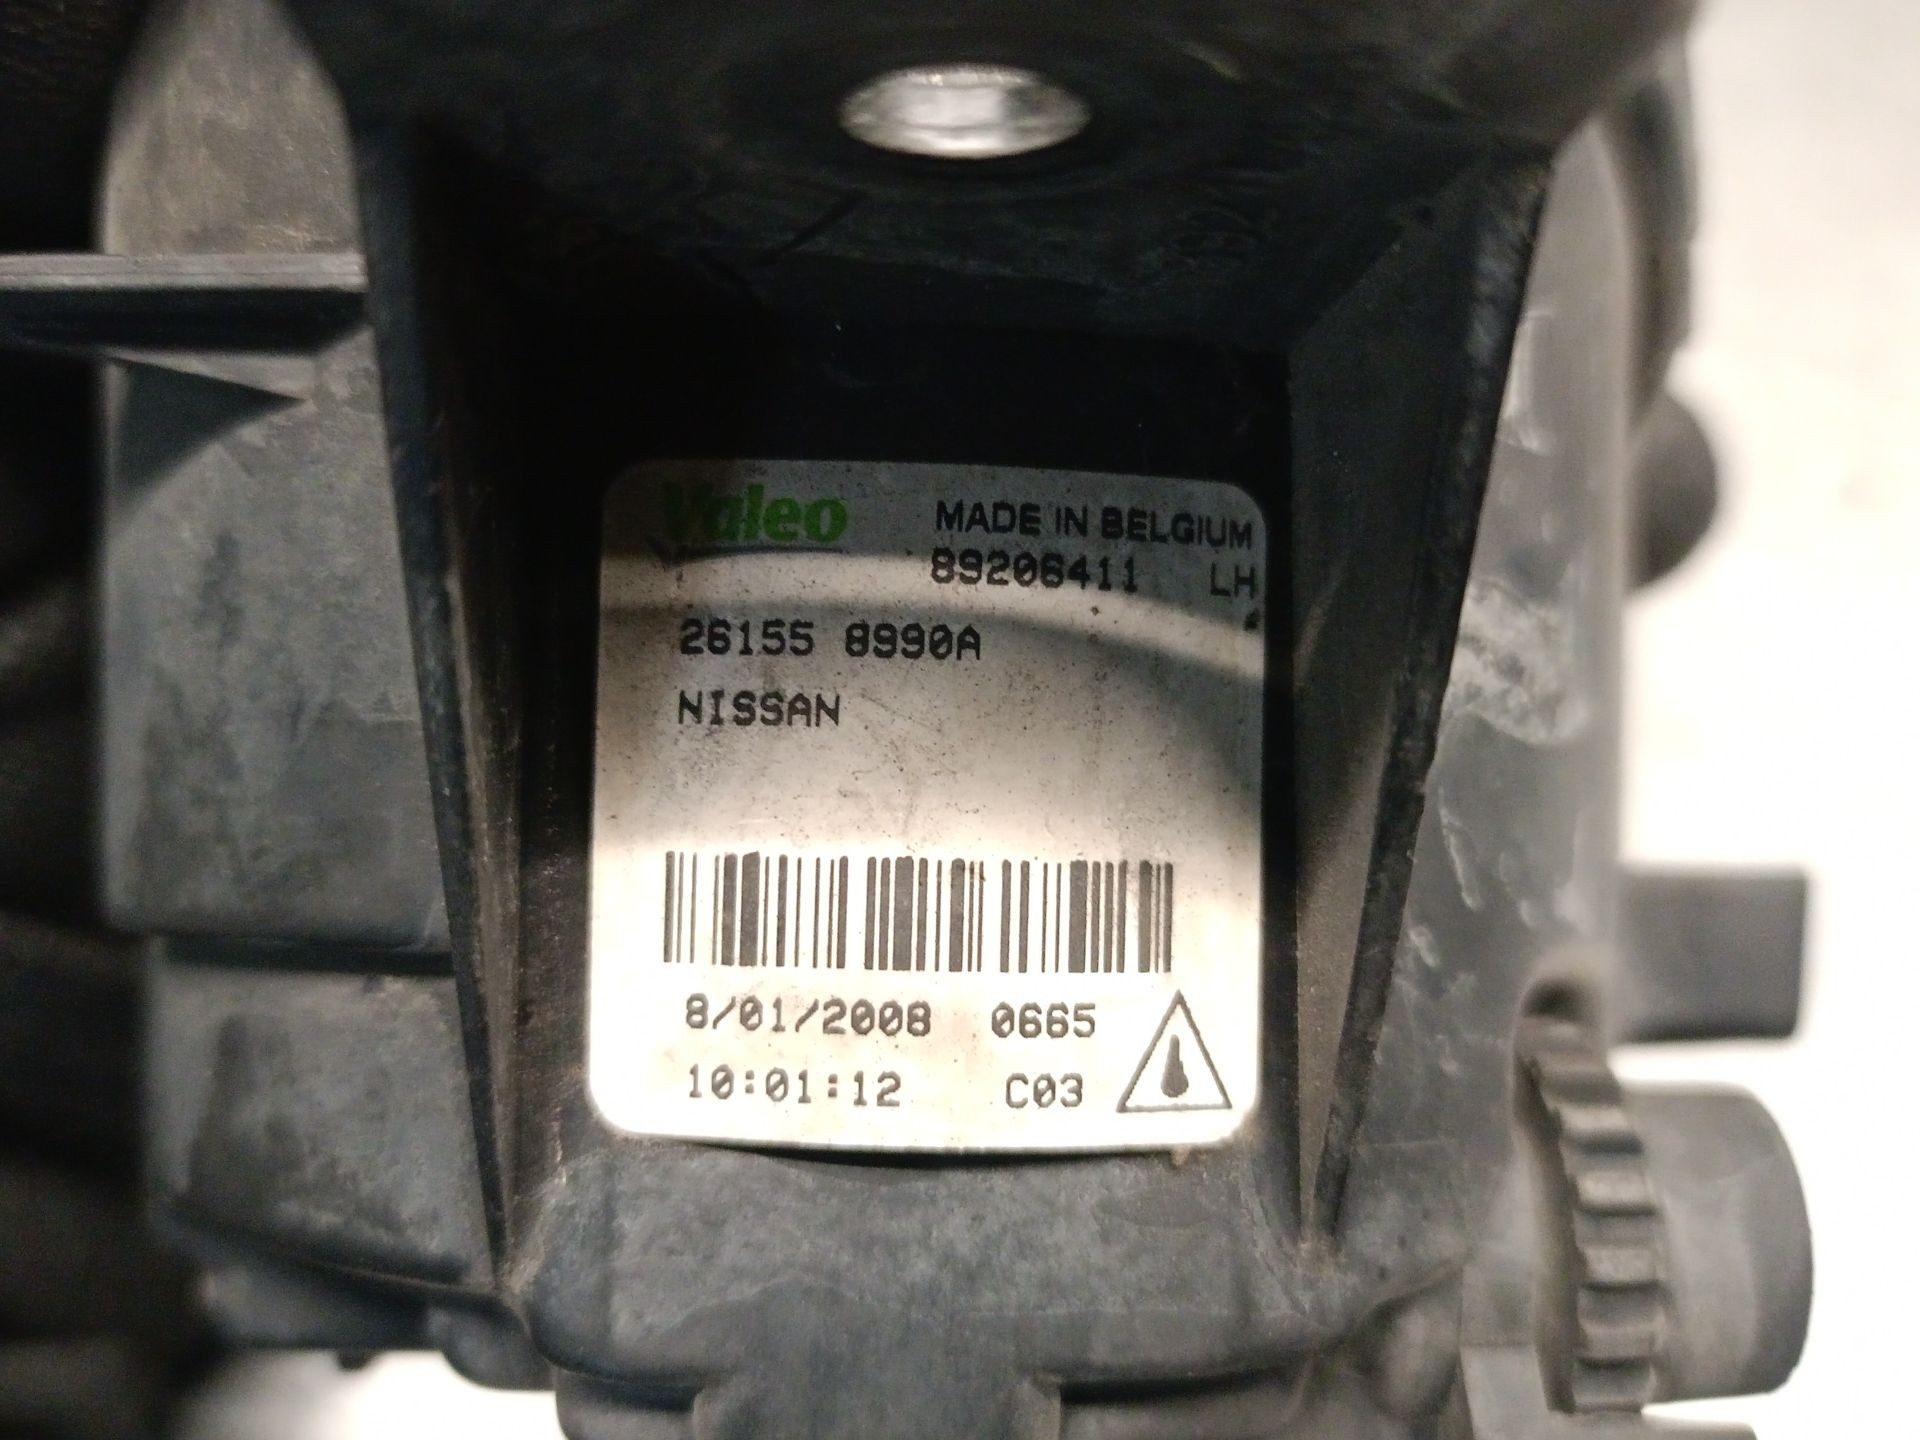 Valeo MADE IN BELGIUM
89206411 LH
26155 8990A
NISSAN
8/01/2008 0665
10:01:12 C03